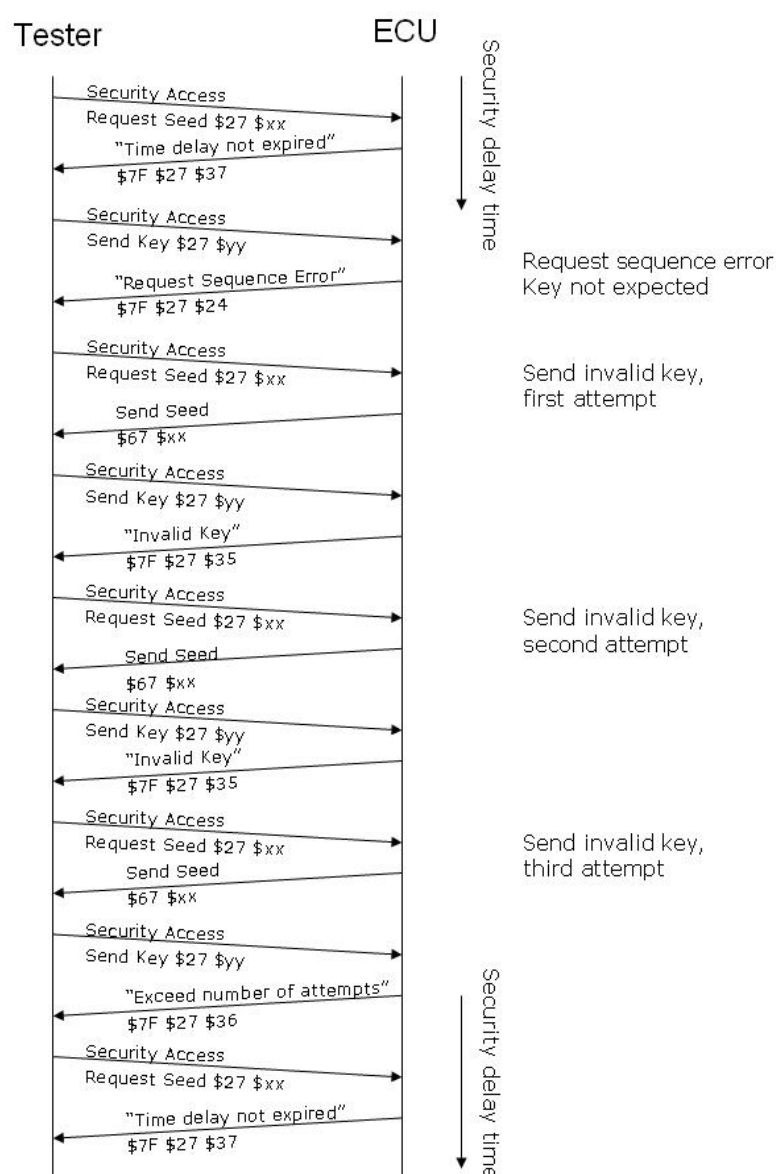 Tester
ECU
Security delay time
Security Access
Request Seed $27 $xx
"Time delay not expired"
$7F $27 $37
Security Access
Send Key $27 $yy
Request sequence error
Key not expected
"Request Sequence Error"
$7F $27 $24
Security Access
Request Seed $27 $xx
Send invalid key,
first attempt
Send Seed
$67 $xx
Security Access
Send Key $27 $yy
"Invalid Key"
$7F $27 $35
Security Access
Request Seed $27 $xx
Send invalid key,
second attempt
Send Seed
$67 $xx
Security Access
Send Key $27 $yy
"Invalid Key"
$7F $27 $35
Security Access
Request Seed $27 $xx
Send invalid key,
third attempt
Send Seed
$67 $xx
Security Access
Send Key $27 $yy
Security delay time
"Exceed number of attempts"
$7F $27 $36
Security Access
Request Seed $27 $xx
"Time delay not expired"
$7F $27 $37